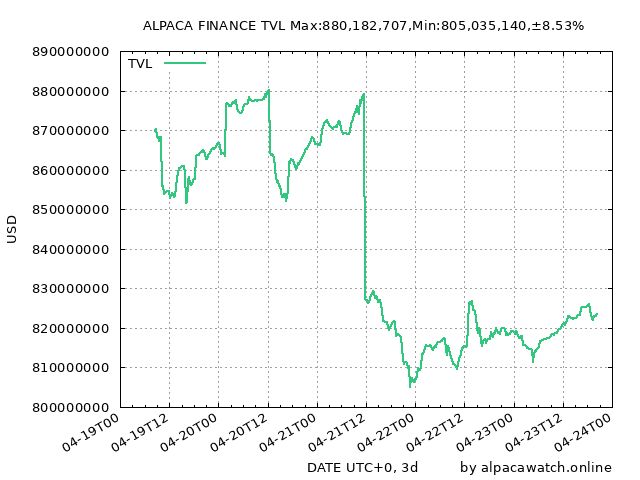 ALPACA FINANCE TVL Max:880,182,707,Min:805,035,140,±8.53%
TVL
890000000
880000000
870000000
860000000
850000000
840000000
830000000
820000000
810000000
800000000
USD
04-19T00
04-19T12
04-20T00
04-20T12
04-21T00
04-21T12
04-22T00
04-22T12
04-23T00
04-23T12
04-24T00
DATE UTC+0, 3d
by alpacawatch.online